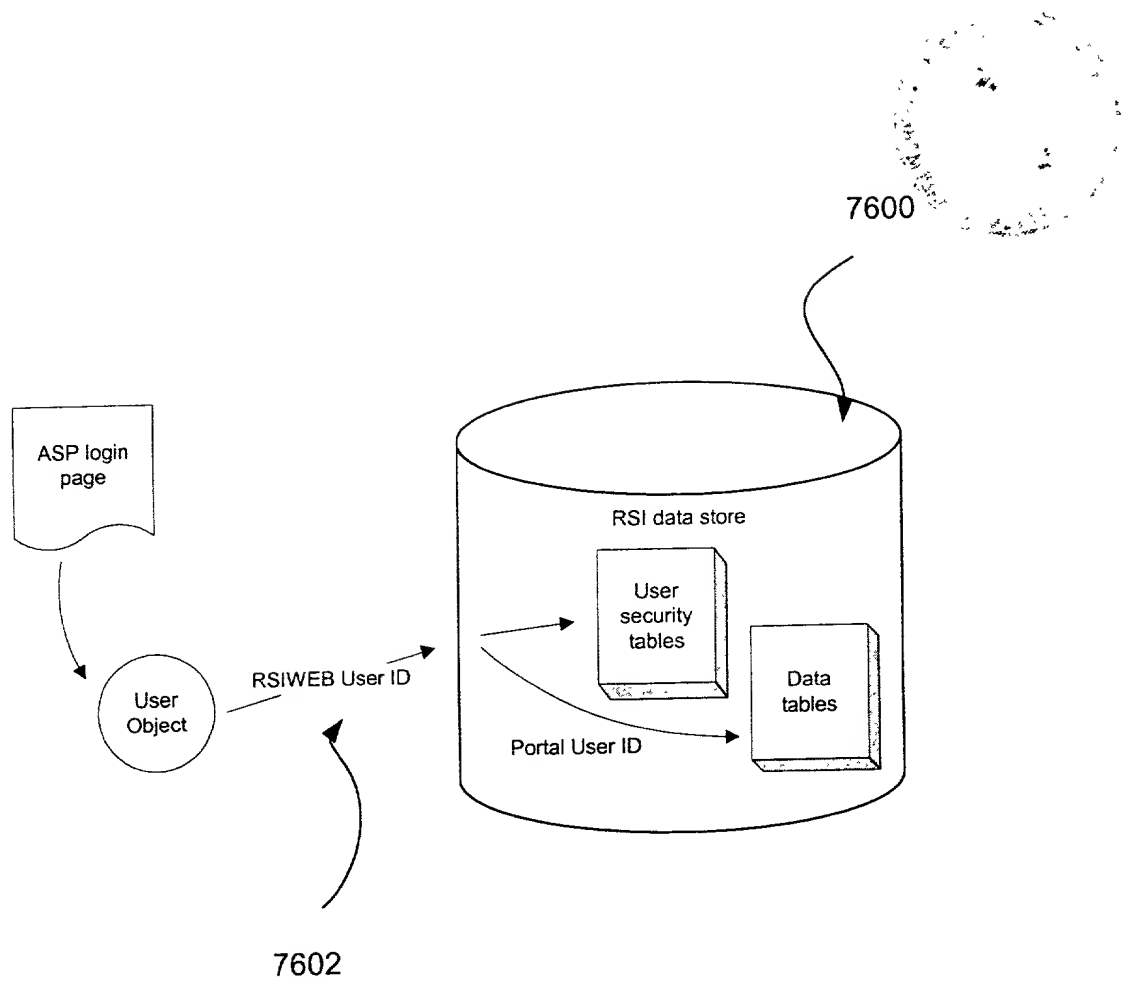 7600
ASP login
page
RSI data store
User
security
tables
RSIWEB User ID
User
Object
Data
tables
Portal User ID
7602